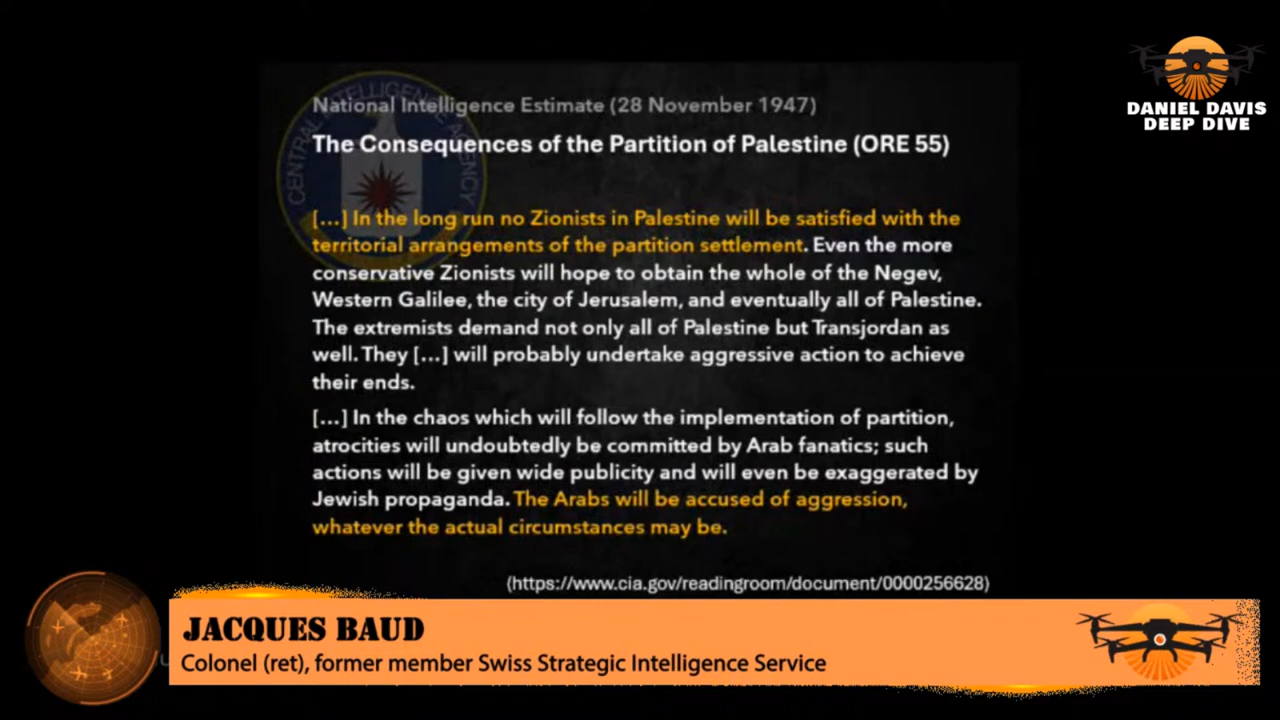 DANIEL DAVIS
DEEP DIVE
CENTRAL INTELLIGENCE AGENCY
National Intelligence Estimate (28 November 1947)
The Consequences of the Partition of Palestine (ORE 55)
[...] In the long run no Zionists in Palestine will be satisfied with the
territorial arrangements of the partition settlement. Even the more
conservative Zionists will hope to obtain the whole of the Negev,
Western Galilee, the city of Jerusalem, and eventually all of Palestine.
The extremists demand not only all of Palestine but Transjordan as
well. They [...] will probably undertake aggressive action to achieve
their ends.
[...] In the chaos which will follow the implementation of partition,
atrocities will undoubtedly be committed by Arab fanatics; such
actions will be given wide publicity and will even be exaggerated by
Jewish propaganda. The Arabs will be accused of aggression,
whatever the actual circumstances may be.
(https://www.cia.gov/readingroom/document/0000256628)
JACQUES BAUD
Colonel (ret), former member Swiss Strategic Intelligence Service